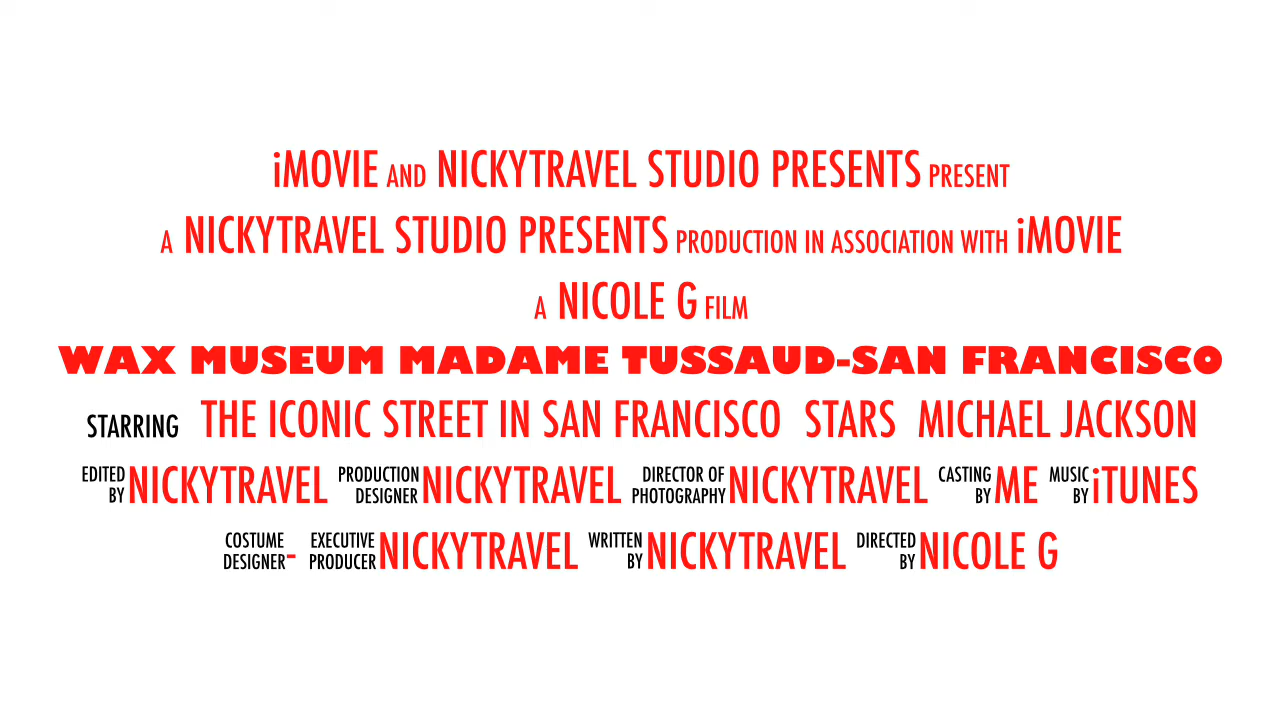 iMOVIE AND NICKYTRAVEL STUDIO PRESENTS PRESENT
A NICKYTRAVEL STUDIO PRESENTS PRODUCTION IN ASSOCIATION WITH iMOVIE
A NICOLE G FILM
WAX MUSEUM MADAME TUSSAUD-SAN FRANCISCO
STARRING THE ICONIC STREET IN SAN FRANCISCO STARS MICHAEL JACKSON
EDITED BY NICKYTRAVEL PRODUCTION DESIGNER NICKYTRAVEL DIRECTOR OF PHOTOGRAPHY NICKYTRAVEL CASTING BY ME MUSIC BY iTUNES
COSTUME DESIGNER - EXECUTIVE PRODUCER NICKYTRAVEL WRITTEN BY NICKYTRAVEL DIRECTED BY NICOLE G